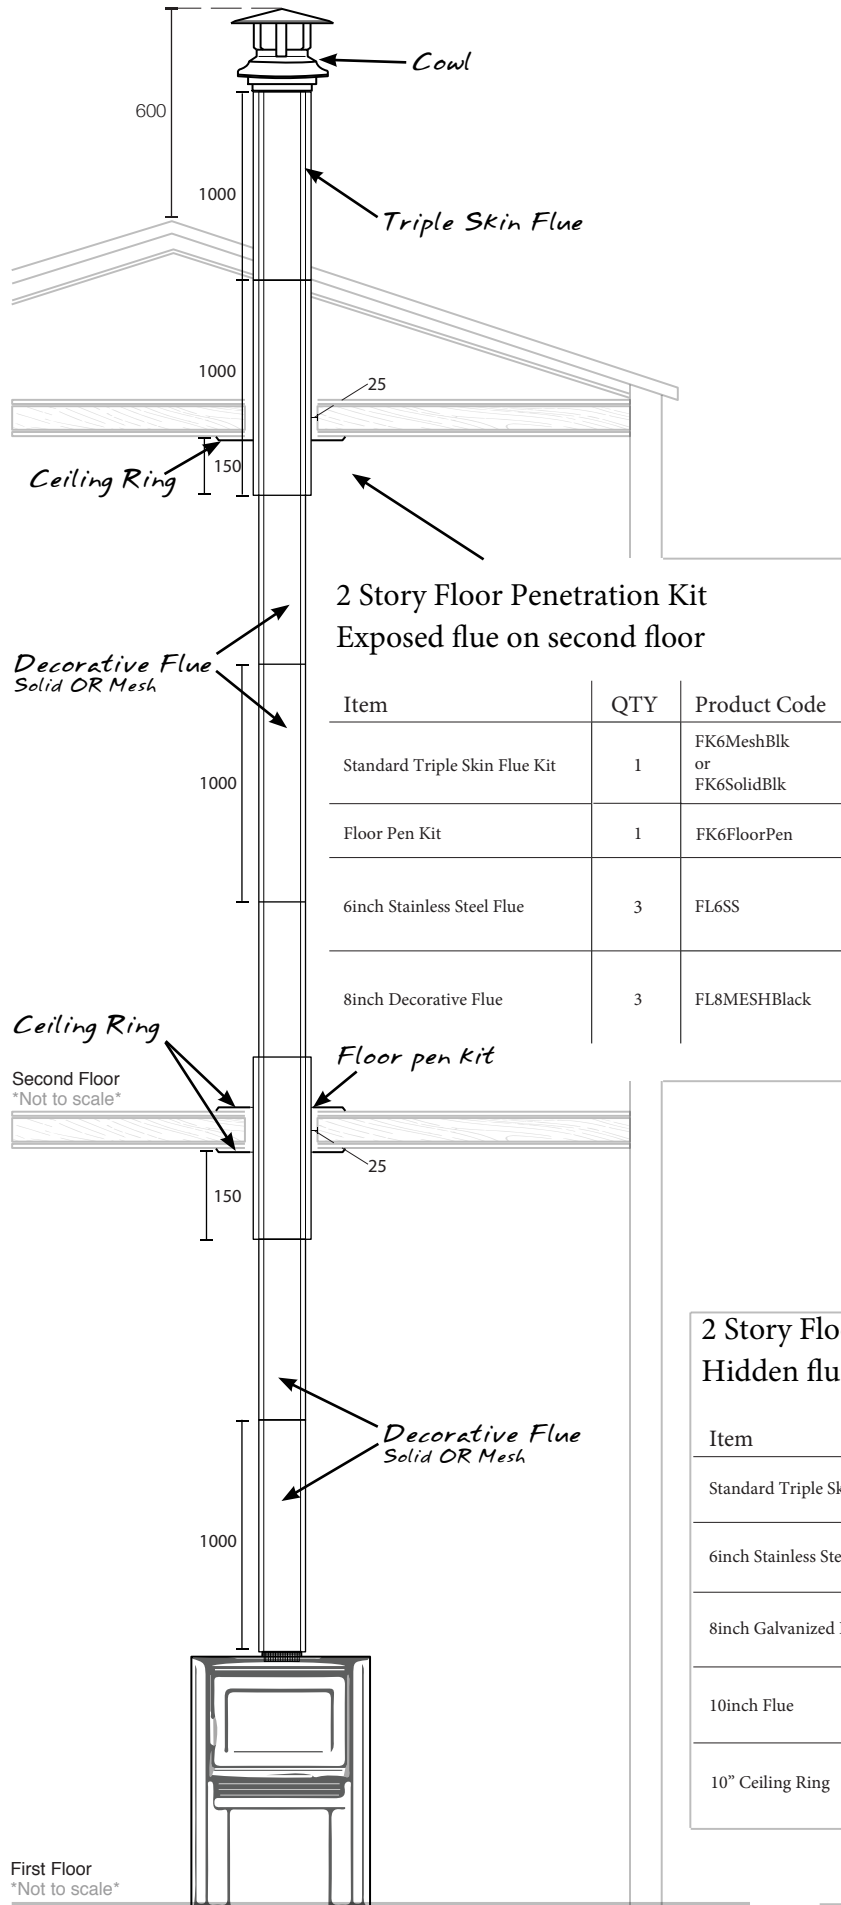 Cowl
600
1000
Triple Skin Flue
1000
25
150
Ceiling Ring
2 Story Floor Penetration Kit
Exposed flue on second floor
Decorative Flue
Solid OR Mesh
Item QTY Product Code
Standard Triple Skin Flue Kit 1 FK6MeshBlk
or
FK6SolidBlk
1000
Floor Pen Kit 1 FK6FloorPen
6inch Stainless Steel Flue 3 FL6SS
8inch Decorative Flue 3 FL8MESHBlack
Ceiling Ring
Floor pen kit
Second Floor
*Not to scale*
25
150
2 Story Flo
Hidden flu
Decorative Flue
Solid OR Mesh
Item
Standard Triple Sk
1000
6inch Stainless Ste
8inch Galvanized
10inch Flue
10” Ceiling Ring
First Floor
*Not to scale*